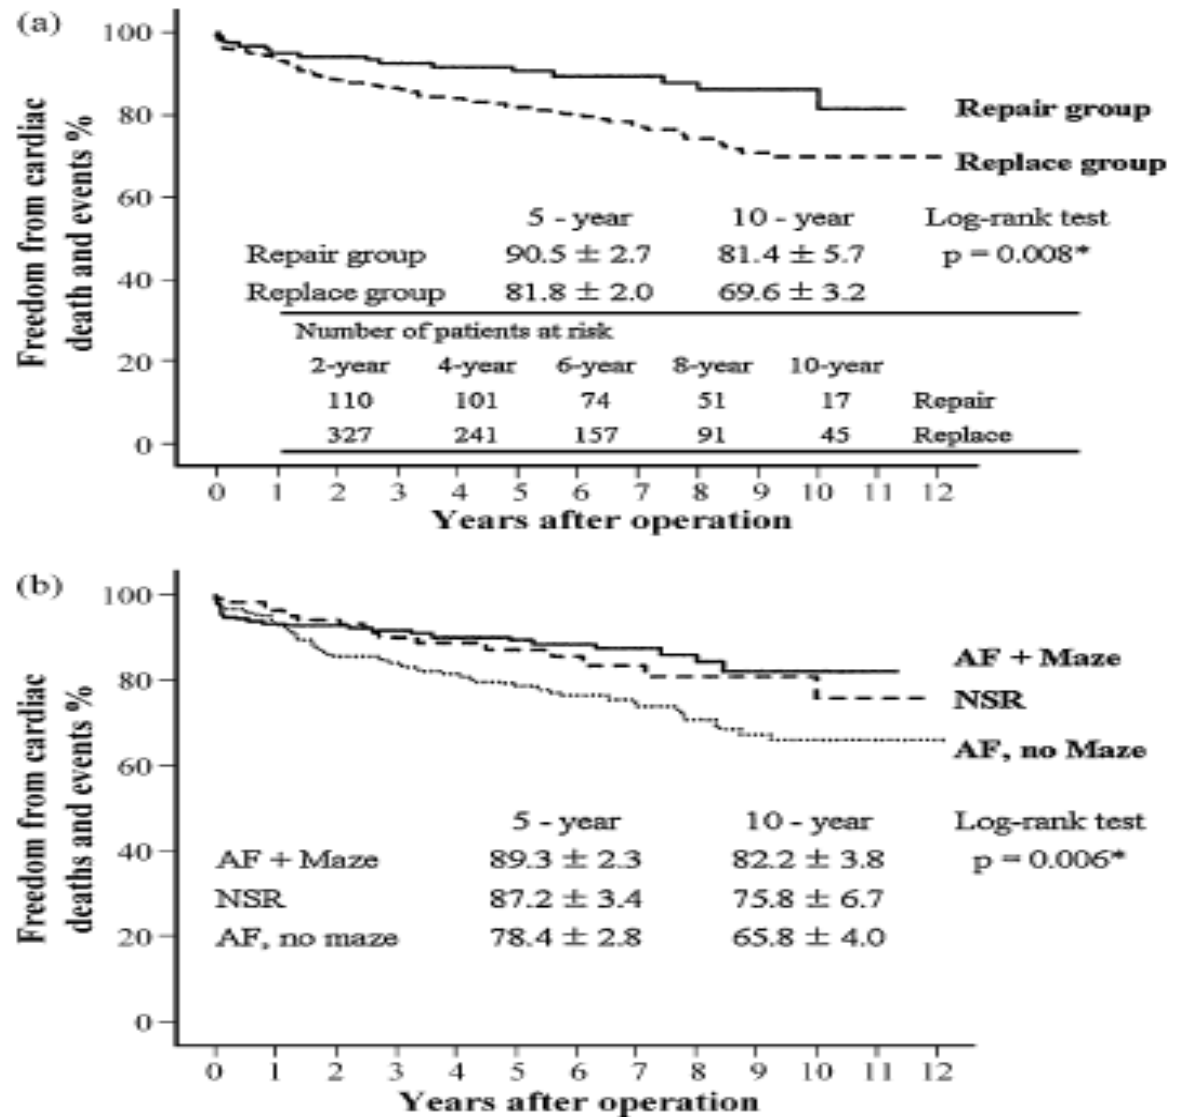 (a)
Freedom from cardiac
death and events %
100
80
60
40
20
0
Repair group
Replace group
5 - year 10 - year Log-rank test
Repair group 90.5 ± 2.7 81.4 ± 5.7 p = 0.008*
Replace group 81.8 ± 2.0 69.6 ± 3.2
Number of patients at risk
2-year 4-year 6-year 8-year 10-year
110 101 74 51 17 Repair
327 241 157 91 45 Replace
0 1 2 3 4 5 6 7 8 9 10 11 12
Years after operation
(b)
Freedom from cardiac
deaths and events %
100
80
60
40
20
0
AF + Maze
NSR
AF, no Maze
5 - year 10 - year Log-rank test
AF + Maze 89.3 ± 2.3 82.2 ± 3.8 p = 0.006*
NSR 87.2 ± 3.4 75.8 ± 6.7
AF, no maze 78.4 ± 2.8 65.8 ± 4.0
0 1 2 3 4 5 6 7 8 9 10 11 12
Years after operation